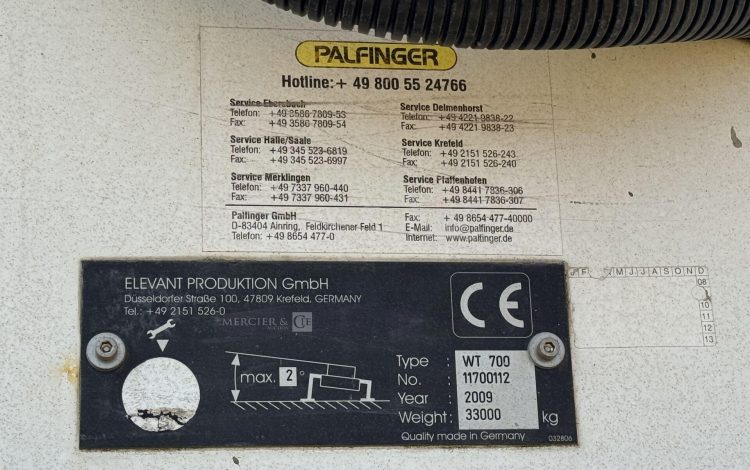 PALFINGER
Hotline: + 49 800 55 24766
Service Ebersbach
Telefon: +49 3586 7809-53
Fax: +49 3586 7809-54
Service Delmenhorst
Telefon: +49 4221 9838-22
Fax: +49 4221 9838-23
Service Halle/Saale
Telefon: +49 345 523-6819
Fax: +49 345 523-6997
Service Krefeld
Telefon: +49 2151 526-243
Fax: +49 2151 526-240
Service Merklingen
Telefon: +49 7337 960-440
Fax: +49 7337 960-431
Service Pfaffenhofen
Telefon: +49 8441 7836-306
Fax: +49 8441 7836-307
Palfinger GmbH
D-83404 Ainring, Feldkirchener Feld 1
Telefon: +49 8654 477-0
Fax: + 49 8654 477-40000
E-Mail: info@palfinger.de
Internet: www.palfinger.de
J F M J J A S O N D
08
10
11
12
13
ELEVANT PRODUKTION GmbH
Düsseldorfer Straße 100, 47809 Krefeld, GERMANY
Tel.: +49 2151 526-0
MERCIER & CIE
CE
max. 2 °
Type : WT 700
No. : 11700112
Year : 2009
Weight: 33000 kg
Quality made in Germany
032806